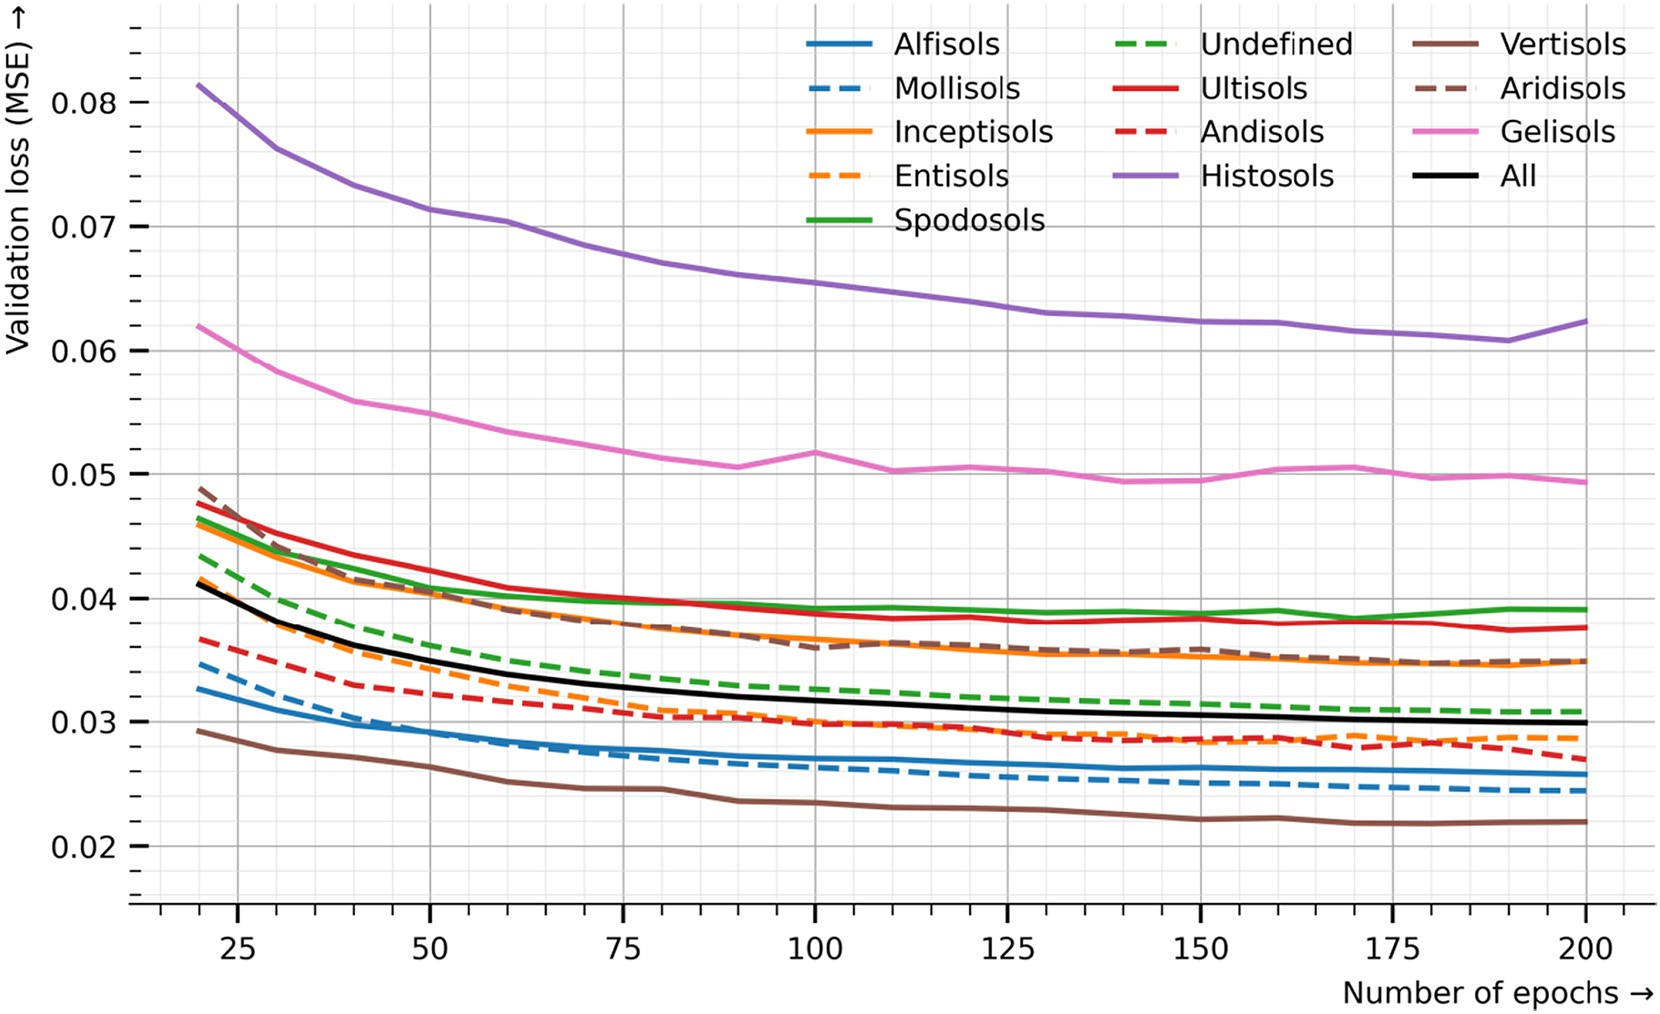 Validation loss (MSE) →
0.08
0.07
0.06
0.05
0.04
0.03
0.02
Alfisols
Mollisols
Inceptisols
Entisols
Spodosols
Undefined
Ultisols
Andisols
Histosols
Vertisols
Aridisols
Gelisols
All
25 50 75 100 125 150 175 200
Number of epochs →